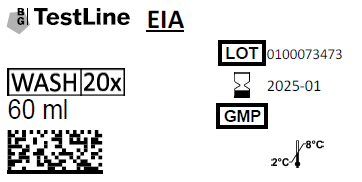 BG TestLine EIA
LOT 0100073473
2025-01
WASH 20x
60 ml
GMP
8°C
2°C